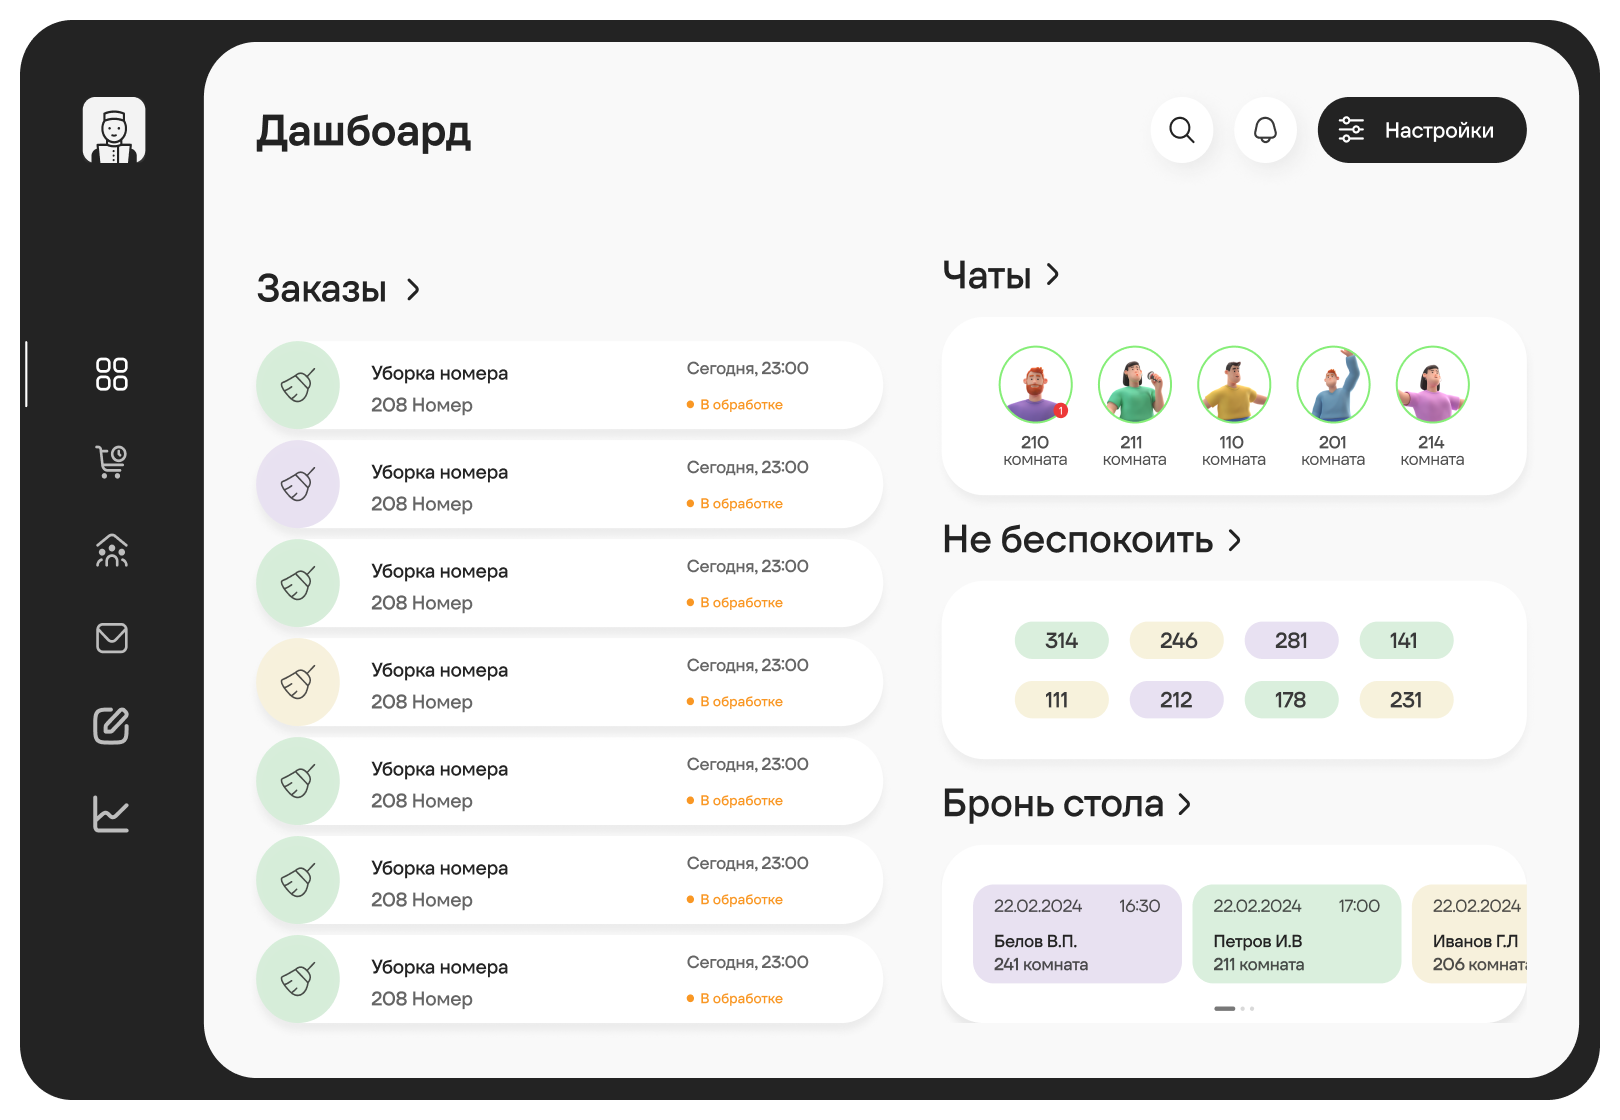 Дашбоард
Настройки
Заказы
Уборка номера
208 Номер
Сегодня, 23:00
В обработке
Уборка номера
208 Номер
Сегодня, 23:00
В обработке
Уборка номера
208 Номер
Сегодня, 23:00
В обработке
Уборка номера
208 Номер
Сегодня, 23:00
В обработке
Уборка номера
208 Номер
Сегодня, 23:00
В обработке
Уборка номера
208 Номер
Сегодня, 23:00
В обработке
Уборка номера
208 Номер
Сегодня, 23:00
В обработке
Чаты
1
210 211 110 201 214
комната комната комната комната комната
Не беспокоить
314 246 281 141
111 212 178 231
Бронь стола
22.02.2024 16:30
Белов В.П.
241 комната
22.02.2024 17:00
Петров И.В
211 комната
22.02.2024
Иванов Г.Л
206 комната